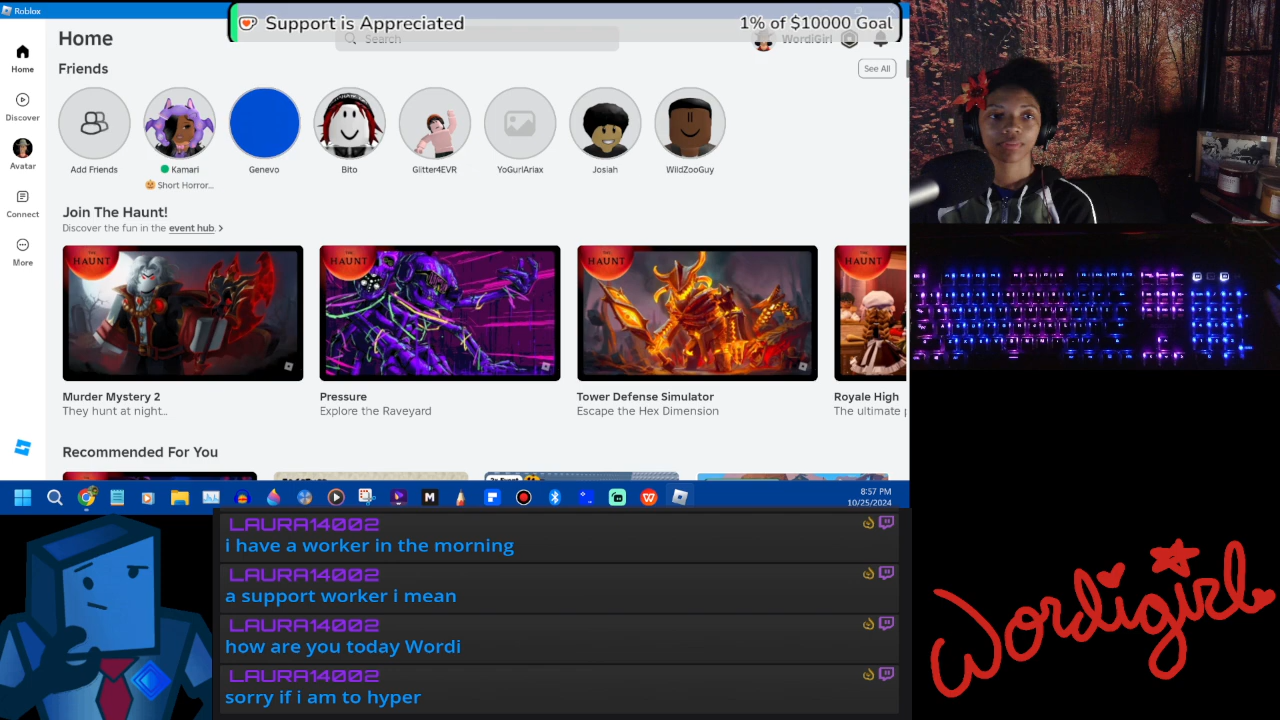 Roblox
Support is Appreciated
1% of $10000 Goal
Home
Search
WordiGirl
Home
Discover
Avatar
Connect
More
Friends
See All
Add Friends
Kamari
Short Horror...
Genevo
Bito
Glitter4EVR
YoGurlAriax
Josiah
WildZooGuy
Join The Haunt!
Discover the fun in the event hub.
THE HAUNT
THE HAUNT
THE HAUNT
THE HAUNT
Murder Mystery 2
They hunt at night...
Pressure
Explore the Raveyard
Tower Defense Simulator
Escape the Hex Dimension
Royale High
The ultimate
Recommended For You
8:57 PM
10/25/2024
LAURA14002
i have a worker in the morning
LAURA14002
a support worker i mean
LAURA14002
how are you today Wordi
LAURA14002
sorry if i am to hyper
Wordigirl